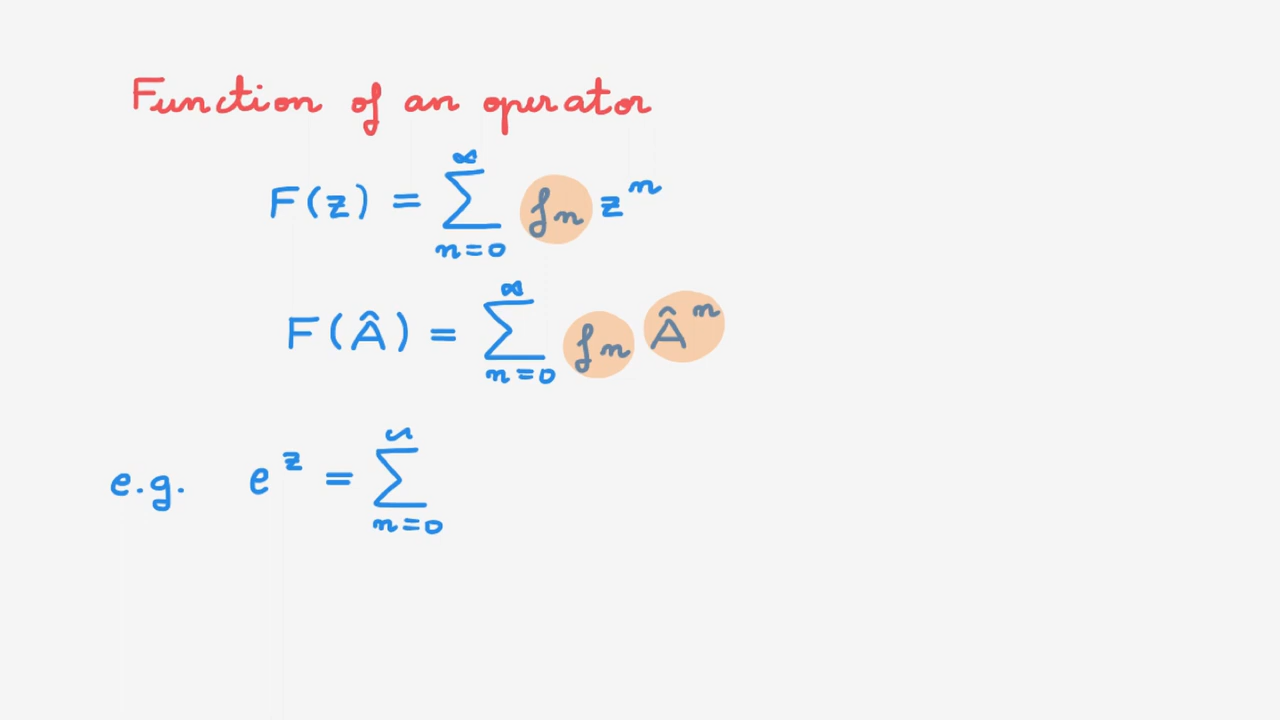 Function of an operator
F(z) = ∑_{n=0}^{∞} f_n z^n
F(Â) = ∑_{n=0}^{∞} f_n Â^n
e.g. e^z = ∑_{n=0}